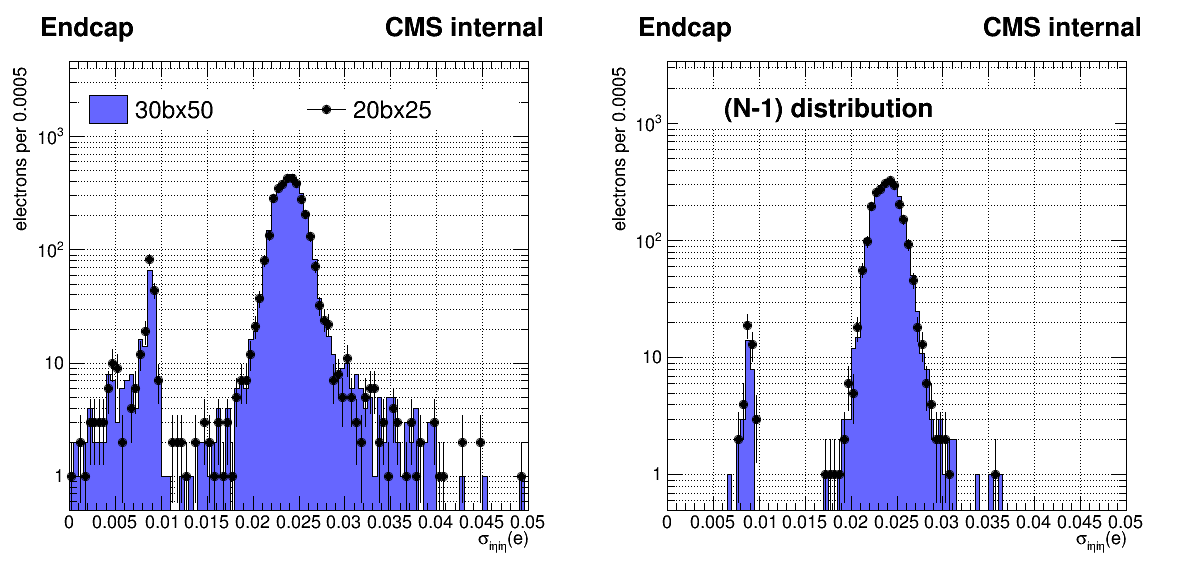 Endcap CMS internal
electrons per 0.0005
30bx50 20bx25
10³
10²
10
1
0 0.005 0.01 0.015 0.02 0.025 0.03 0.035 0.04 0.045 0.05
σiηiη(e)
Endcap CMS internal
electrons per 0.0005
(N-1) distribution
10³
10²
10
1
0 0.005 0.01 0.015 0.02 0.025 0.03 0.035 0.04 0.045 0.05
σiηiη(e)